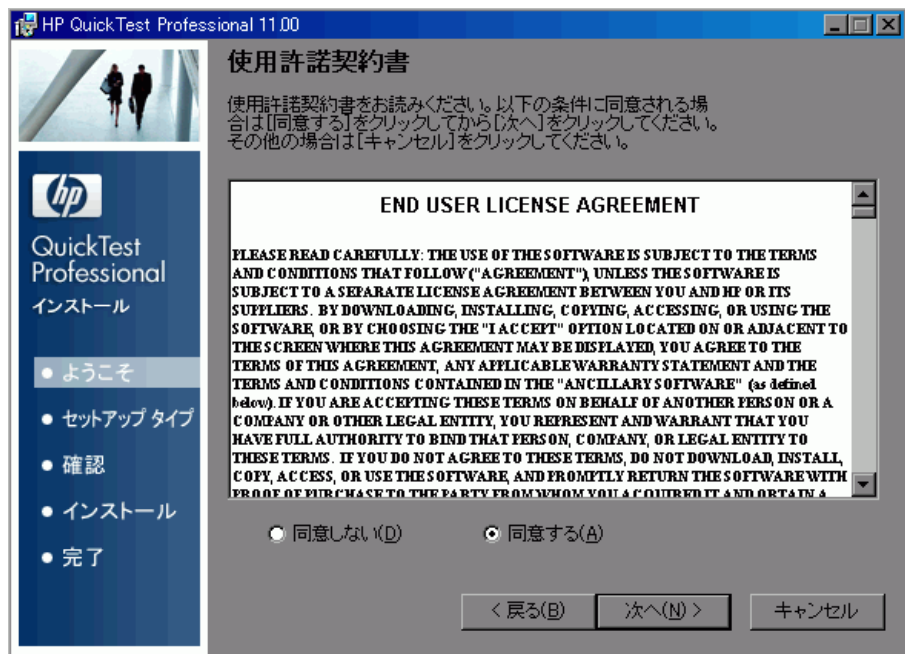 HP QuickTest Professional 11.00
使用許諾契約書
使用許諾契約書をお読みください。以下の条件に同意される場
合は[同意する]をクリックしてから[次へ]をクリックしてください。
その他の場合は[キャンセル]をクリックしてください。
hp
QuickTest
Professional
インストール
ようこそ
セットアップ タイプ
確認
インストール
完了
END USER LICENSE AGREEMENT
PLEASE READ CAREFULLY: THE USE OF THE SOFTWARE IS SUBJECT TO THE TERMS
AND CONDITIONS THAT FOLLOW ("AGREEMENT"), UNLESS THE SOFTWARE IS
SUBJECT TO A SEPARATE LICENSE AGREEMENT BETWEEN YOU AND HP OR ITS
SUPPLIERS. BY DOWNLOADING, INSTALLING, COPYING, ACCESSING, OR USING THE
SOFTWARE, OR BY CHOOSING THE "I ACCEPT" OPTION LOCATED ON OR ADJACENT TO
THE SCREEN WHERE THIS AGREEMENT MAY BE DISPLAYED, YOU AGREE TO THE
TERMS OF THIS AGREEMENT, ANY APPLICABLE WARRANTY STATEMENT AND THE
TERMS AND CONDITIONS CONTAINED IN THE "ANCILLARY SOFTWARE" (as defined
below). IF YOU ARE ACCEPTING THESE TERMS ON BEHALF OF ANOTHER PERSON OR A
COMPANY OR OTHER LEGAL ENTITY, YOU REPRESENT AND WARRANT THAT YOU
HAVE FULL AUTHORITY TO BIND THAT PERSON, COMPANY, OR LEGAL ENTITY TO
THESE TERMS. IF YOU DO NOT AGREE TO THESE TERMS, DO NOT DOWNLOAD, INSTALL,
COPY, ACCESS, OR USE THE SOFTWARE, AND PROMPTLY RETURN THE SOFTWARE WITH
PROOF OF PURCHASE TO THE PARTY FROM WHOM YOU ACQUIRED IT AND OBTAIN A
同意しない(D)
同意する(A)
< 戻る(B)
次へ(N) >
キャンセル